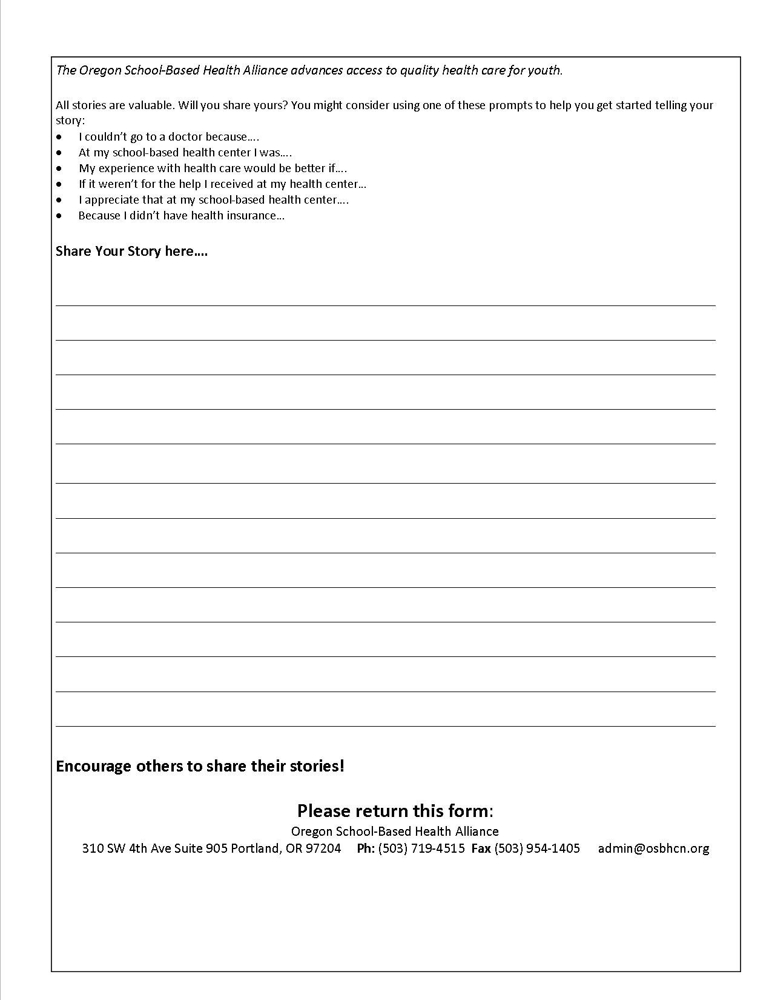 The Oregon School-Based Health Alliance advances access to quality health care for youth.
All stories are valuable. Will you share yours? You might consider using one of these prompts to help you get started telling your
story:
• I couldn’t go to a doctor because….
• At my school-based health center I was….
• My experience with health care would be better if….
• If it weren’t for the help I received at my health center…
• I appreciate that at my school-based health center….
• Because I didn’t have health insurance…
Share Your Story here….
Encourage others to share their stories!
Please return this form:
Oregon School-Based Health Alliance
310 SW 4th Ave Suite 905 Portland, OR 97204 Ph: (503) 719-4515 Fax (503) 954-1405 admin@osbhcn.org